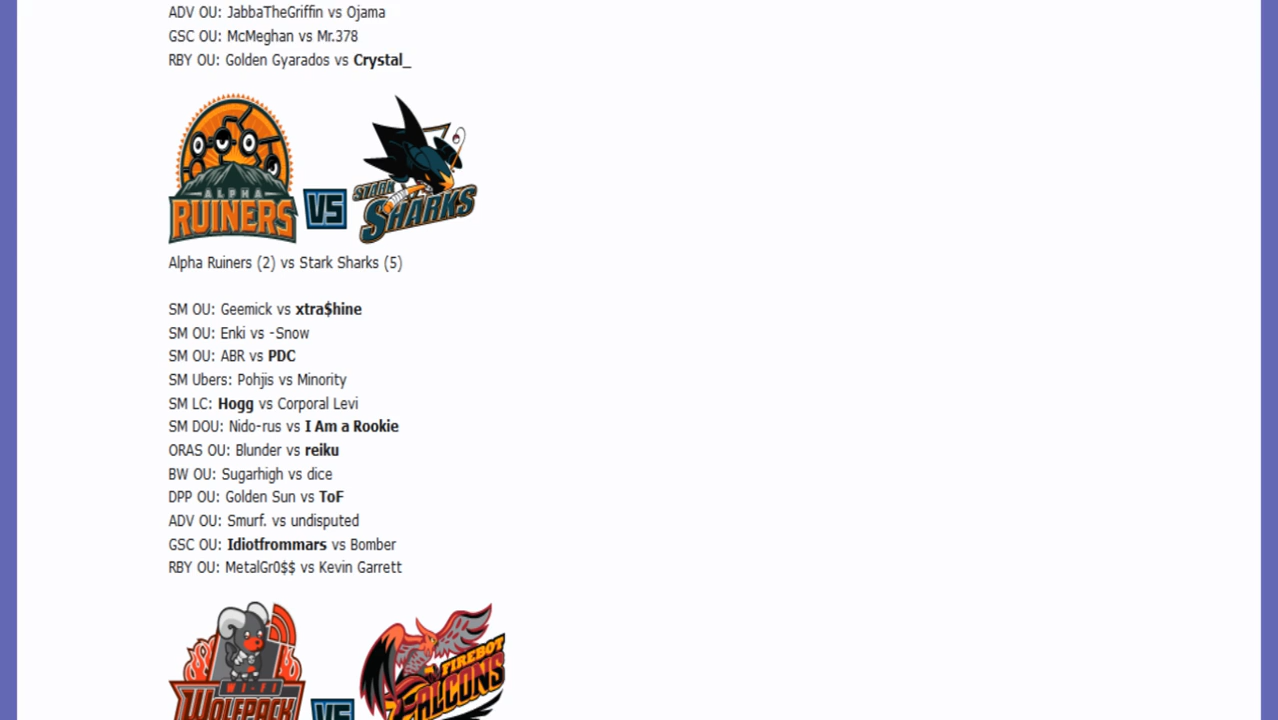 ADV OU: JabbaTheGriffin vs Ojama
GSC OU: McMeghan vs Mr.378
RBY OU: Golden Gyarados vs Crystal_
ALPHA
RUINERS
VS
STARK
SHARKS
Alpha Ruiners (2) vs Stark Sharks (5)
SM OU: Geemick vs xtra$hine
SM OU: Enki vs -Snow
SM OU: ABR vs PDC
SM Ubers: Pohjis vs Minority
SM LC: Hogg vs Corporal Levi
SM DOU: Nido-rus vs I Am a Rookie
ORAS OU: Blunder vs reiku
BW OU: Sugarhigh vs dice
DPP OU: Golden Sun vs ToF
ADV OU: Smurf. vs undisputed
GSC OU: Idiotfrommars vs Bomber
RBY OU: MetalGr0$$ vs Kevin Garrett
WI-FI
WOLFPACK
VS
FIREBOT
FALCONS